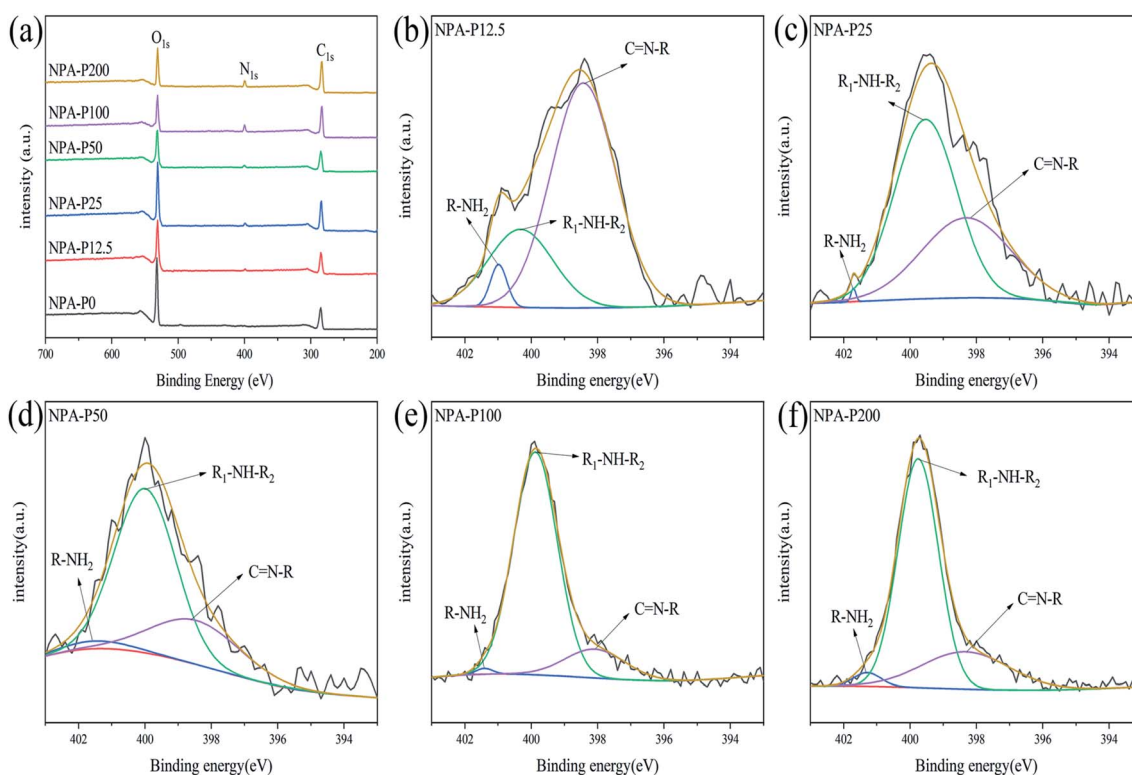 (a)
O1s
N1s
C1s
NPA-P200
NPA-P100
NPA-P50
NPA-P25
NPA-P12.5
NPA-P0
intensity (a.u.)
700 600 500 400 300 200
Binding Energy (eV)
(b)
NPA-P12.5
C=N-R
R-NH2
R1-NH-R2
intensity(a.u.)
402 400 398 396 394
Binding energy(eV)
(c)
NPA-P25
R1-NH-R2
C=N-R
R-NH2
intensity(a.u.)
402 400 398 396 394
Binding energy(eV)
(d)
NPA-P50
R1-NH-R2
R-NH2
C=N-R
intensity(a.u.)
402 400 398 396 394
Binding energy(eV)
(e)
NPA-P100
R1-NH-R2
R-NH2
C=N-R
intensity(a.u.)
402 400 398 396 394
Binding energy(eV)
(f)
NPA-P200
R1-NH-R2
R-NH2
C=N-R
intensity(a.u.)
402 400 398 396 394
Binding energy(eV)